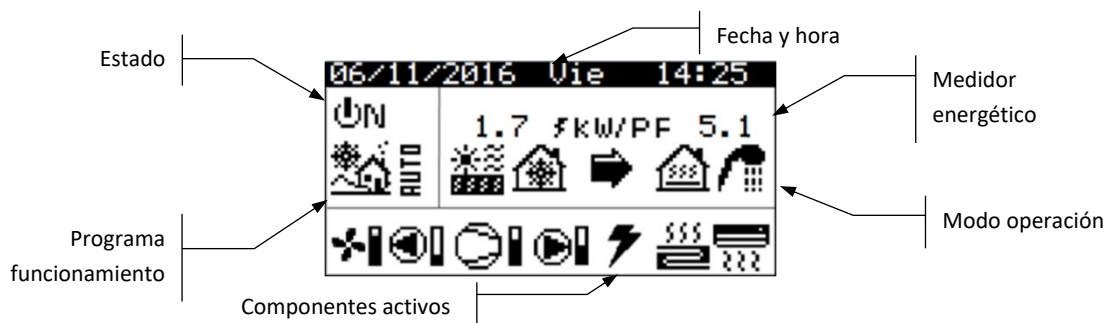 Fecha y hora
Estado
06/11/2016 Vie 14:25
Medidor
energético
ON
1.7 kW/PF 5.1
AUTO
Modo operación
Programa
funcionamiento
Componentes activos